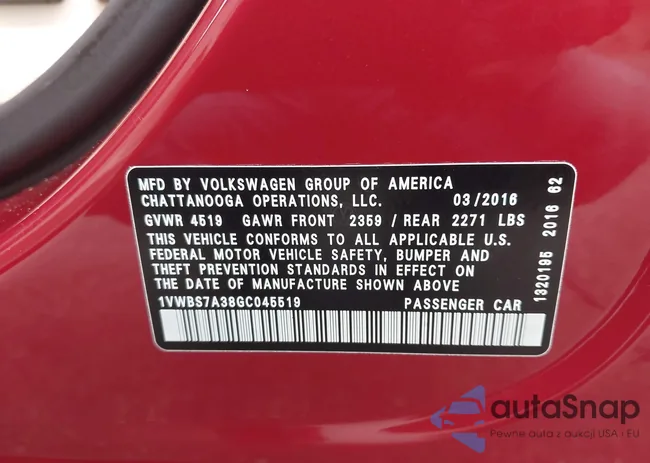 MFD BY VOLKSWAGEN GROUP OF AMERICA
CHATTANOOGA OPERATIONS, LLC. 03/2016
GVWR 4519 GAWR FRONT 2359 / REAR 2271 LBS
THIS VEHICLE CONFORMS TO ALL APPLICABLE U.S.
FEDERAL MOTOR VEHICLE SAFETY, BUMPER AND
THEFT PREVENTION STANDARDS IN EFFECT ON
THE DATE OF MANUFACTURE SHOWN ABOVE
1VWBS7A38GC045519 PASSENGER CAR
1320195 2016 62
autaSnap
Pewne auta z aukcji USA i EU